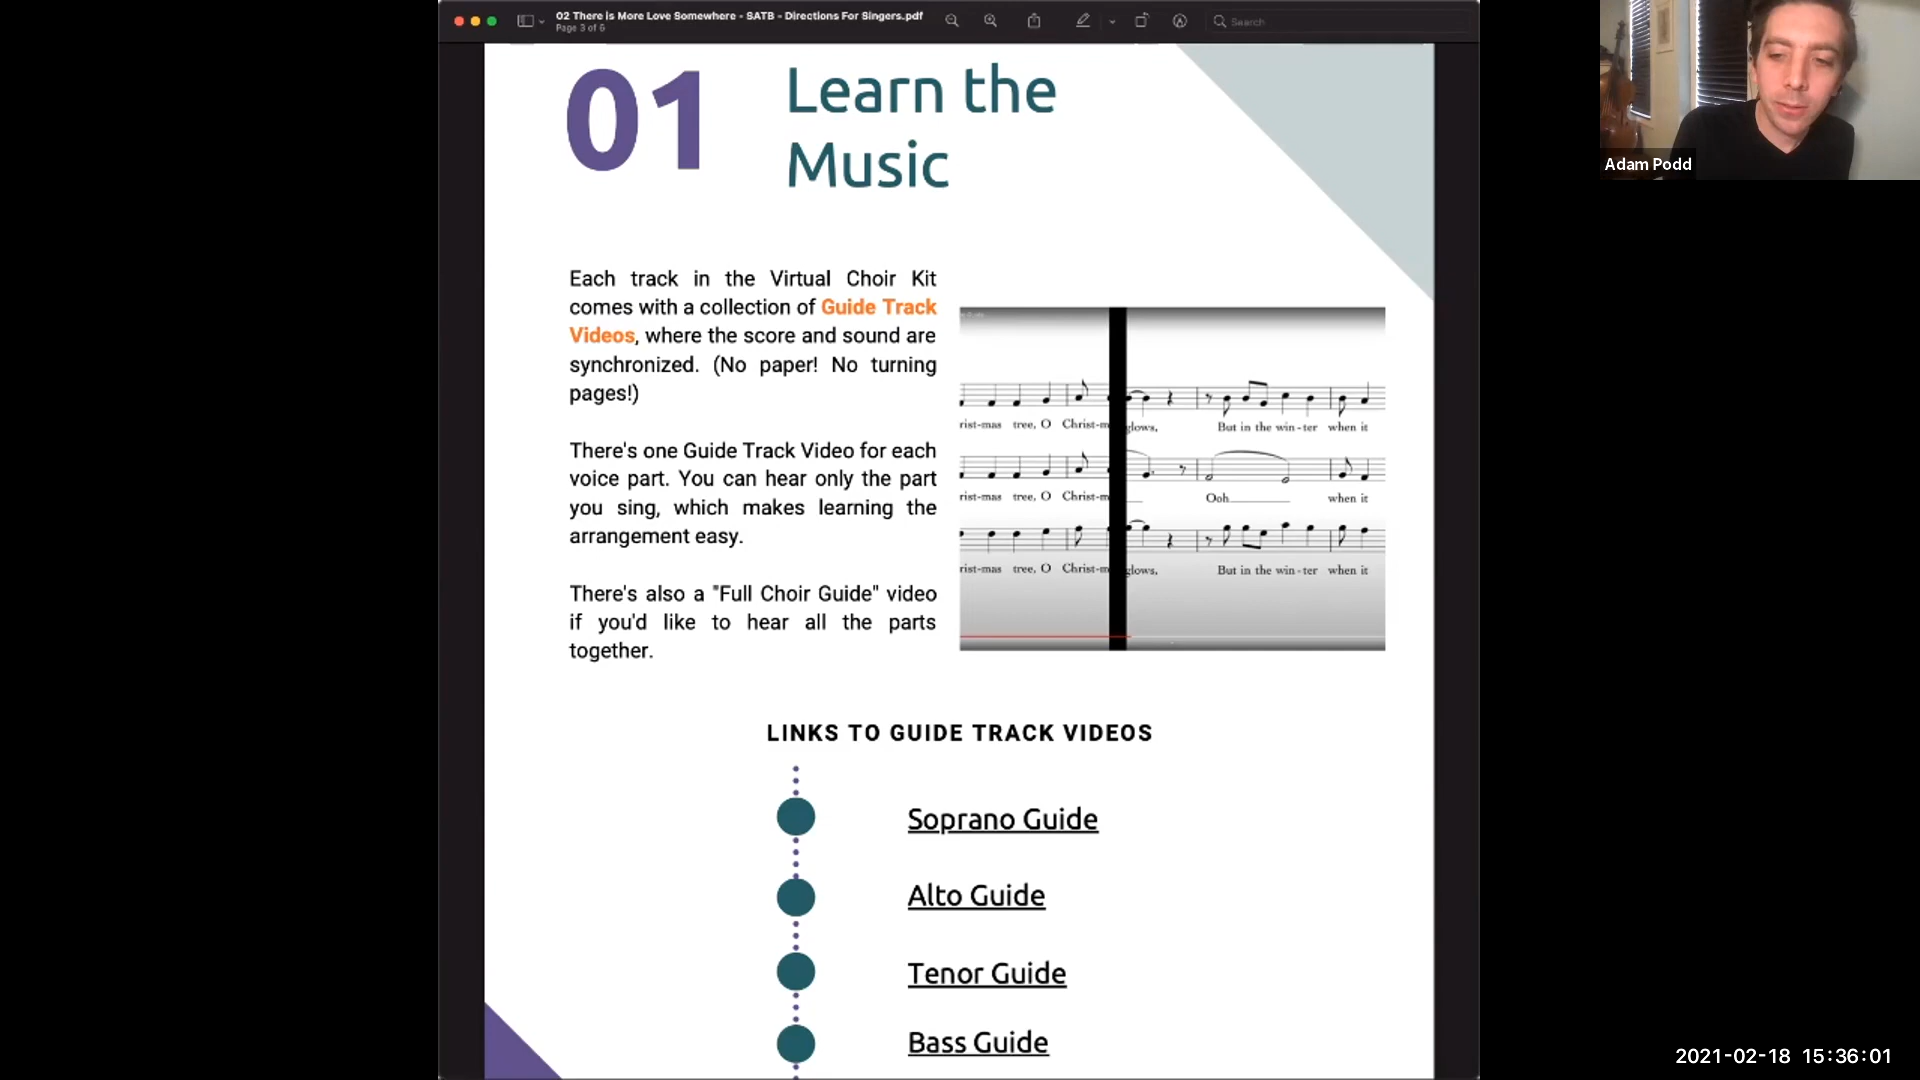 02 There is More Love Somewhere - SATB - Directions For Singers.pdf
Page 3 of 6
Search
Adam Podd
01
Learn the
Music
Each track in the Virtual Choir Kit
comes with a collection of Guide Track
Videos, where the score and sound are
synchronized. (No paper! No turning
pages!)
There's one Guide Track Video for each
voice part. You can hear only the part
you sing, which makes learning the
arrangement easy.
There's also a "Full Choir Guide" video
if you'd like to hear all the parts
together.
rist-mas tree, O Christ-m glows, But in the win-ter when it
rist-mas tree, O Christ-m Ooh when it
rist-mas tree, O Christ-m glows, But in the win-ter when it
LINKS TO GUIDE TRACK VIDEOS
Soprano Guide
Alto Guide
Tenor Guide
Bass Guide
2021-02-18 15:36:01